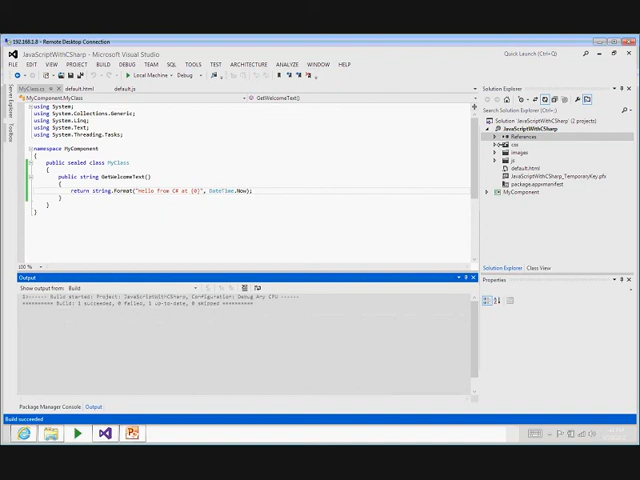 192.168.1.8 - Remote Desktop Connection
JavaScriptWithCSharp - Microsoft Visual Studio
Quick Launch (Ctrl+Q)
FILE EDIT VIEW PROJECT BUILD DEBUG TEAM SQL TOOLS TEST ARCHITECTURE ANALYZE WINDOW HELP
Local Machine Debug
MyClass.cs default.html default.js
Solution Explorer
MyComponent.MyClass GetWelcomeText()
Server Explorer
Toolbox
using System;
using System.Collections.Generic;
using System.Linq;
using System.Text;
using System.Threading.Tasks;
namespace MyComponent
{
public sealed class MyClass
{
public string GetWelcomeText()
{
return string.Format("Hello from C# at {0}", DateTime.Now);
}
}
}
100 %
Search Solution Explorer (Ctrl+;)
Solution 'JavaScriptWithCSharp' (2 projects)
JavaScriptWithCSharp
References
css
images
js
default.html
JavaScriptWithCSharp_TemporaryKey.pfx
package.appxmanifest
MyComponent
Solution Explorer Class View
Properties
Output
Show output from: Build
1>------ Build started: Project: JavaScriptWithCSharp, Configuration: Debug Any CPU ------
========== Build: 1 succeeded, 0 failed, 1 up-to-date, 0 skipped ==========
Package Manager Console Output
Build succeeded